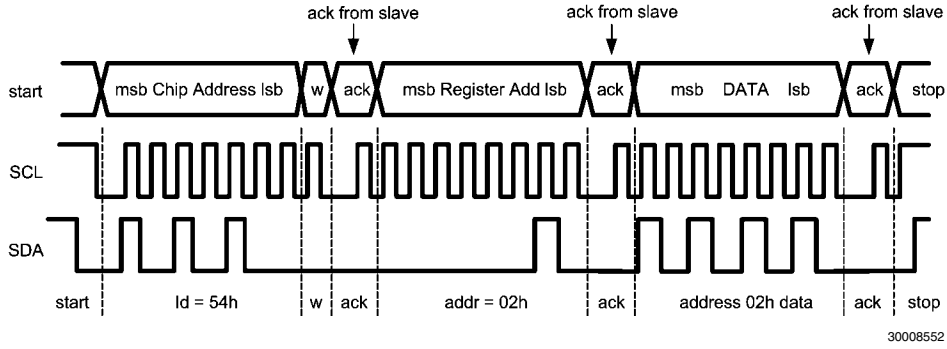 ack from slave ack from slave ack from slave
start msb Chip Address lsb w ack msb Register Add lsb ack msb DATA lsb ack stop
SCL
SDA
start Id = 54h w ack addr = 02h ack address 02h data ack stop
30008552